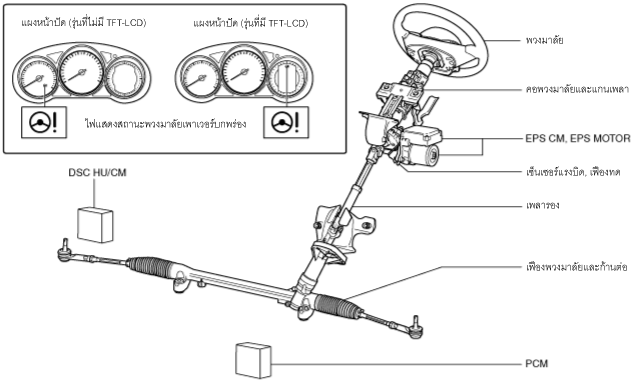 แผงหน้าปัด (รุ่นที่ไม่มี TFT-LCD)
แผงหน้าปัด (รุ่นที่มี TFT-LCD)
ไฟแสดงสถานะพวงมาลัยเพาเวอร์บกพร่อง
พวงมาลัย
คอพวงมาลัยและแกนเพลา
EPS CM, EPS MOTOR
เซ็นเซอร์แรงบิด, เฟืองทด
เพลารอง
เฟืองพวงมาลัยและก้านต่อ
DSC HU/CM
PCM